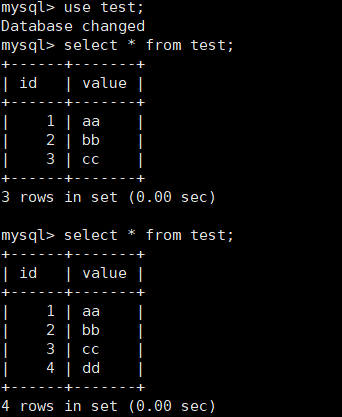 mysql> use test;
Database changed
mysql> select * from test;
+------+-------+
| id   | value |
+------+-------+
|    1 | aa    |
|    2 | bb    |
|    3 | cc    |
+------+-------+
3 rows in set (0.00 sec)

mysql> select * from test;
+------+-------+
| id   | value |
+------+-------+
|    1 | aa    |
|    2 | bb    |
|    3 | cc    |
|    4 | dd    |
+------+-------+
4 rows in set (0.00 sec)